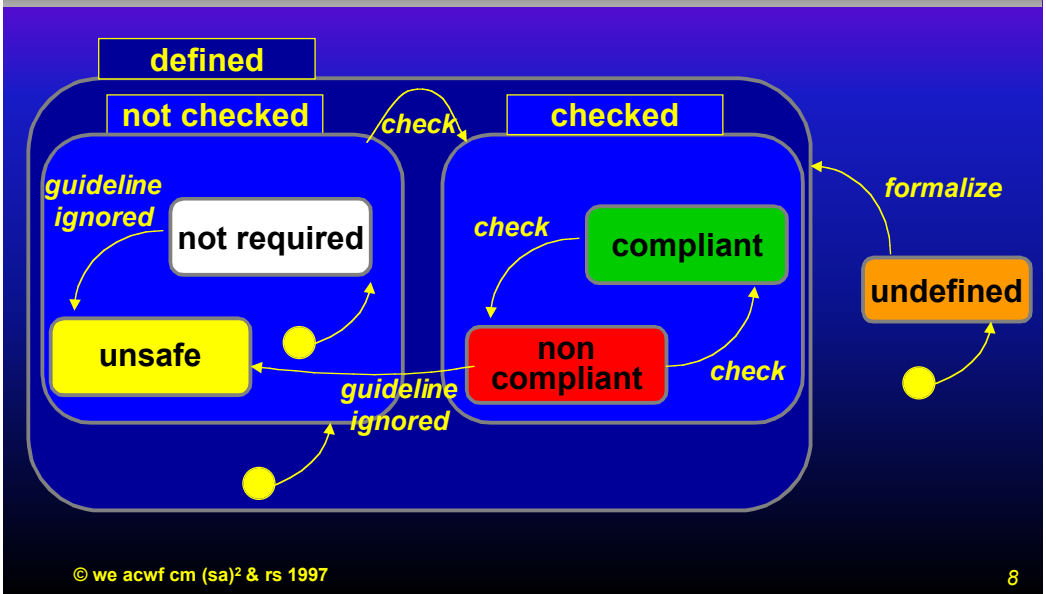 defined
not checked
check
checked
guideline
ignored
not required
check
compliant
formalize
undefined
unsafe
non
compliant
check
guideline
ignored
© we acwf cm (sa)² & rs 1997
8